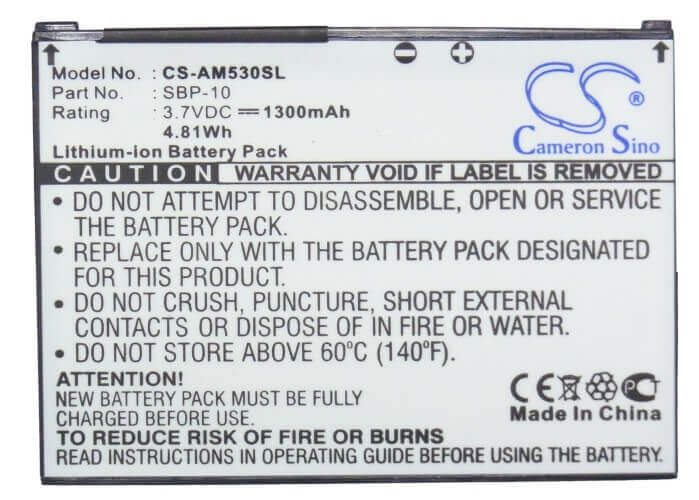 Model No. : CS-AM530SL
Part No. : SBP-10
Rating : 3.7VDC 1300mAh
4.81Wh
Lithium-ion Battery Pack
CS ®
Cameron Sino
CAUTION WARRANTY VOID IF LABEL IS REMOVED
• DO NOT ATTEMPT TO DISASSEMBLE, OPEN OR SERVICE
THE BATTERY PACK.
• REPLACE ONLY WITH THE BATTERY PACK DESIGNATED
FOR THIS PRODUCT.
• DO NOT CRUSH, PUNCTURE, SHORT EXTERNAL
CONTACTS OR DISPOSE OF IN FIRE OR WATER.
• DO NOT STORE ABOVE 60°C (140°F).
ATTENTION!
NEW BATTERY PACK MUST BE FULLY
CHARGED BEFORE USE.
CE PCT
Made In China
TO REDUCE RISK OF FIRE OR BURNS
READ INSTRUCTIONS IN OPERATING GUIDE BEFORE USING THE BATTERY.